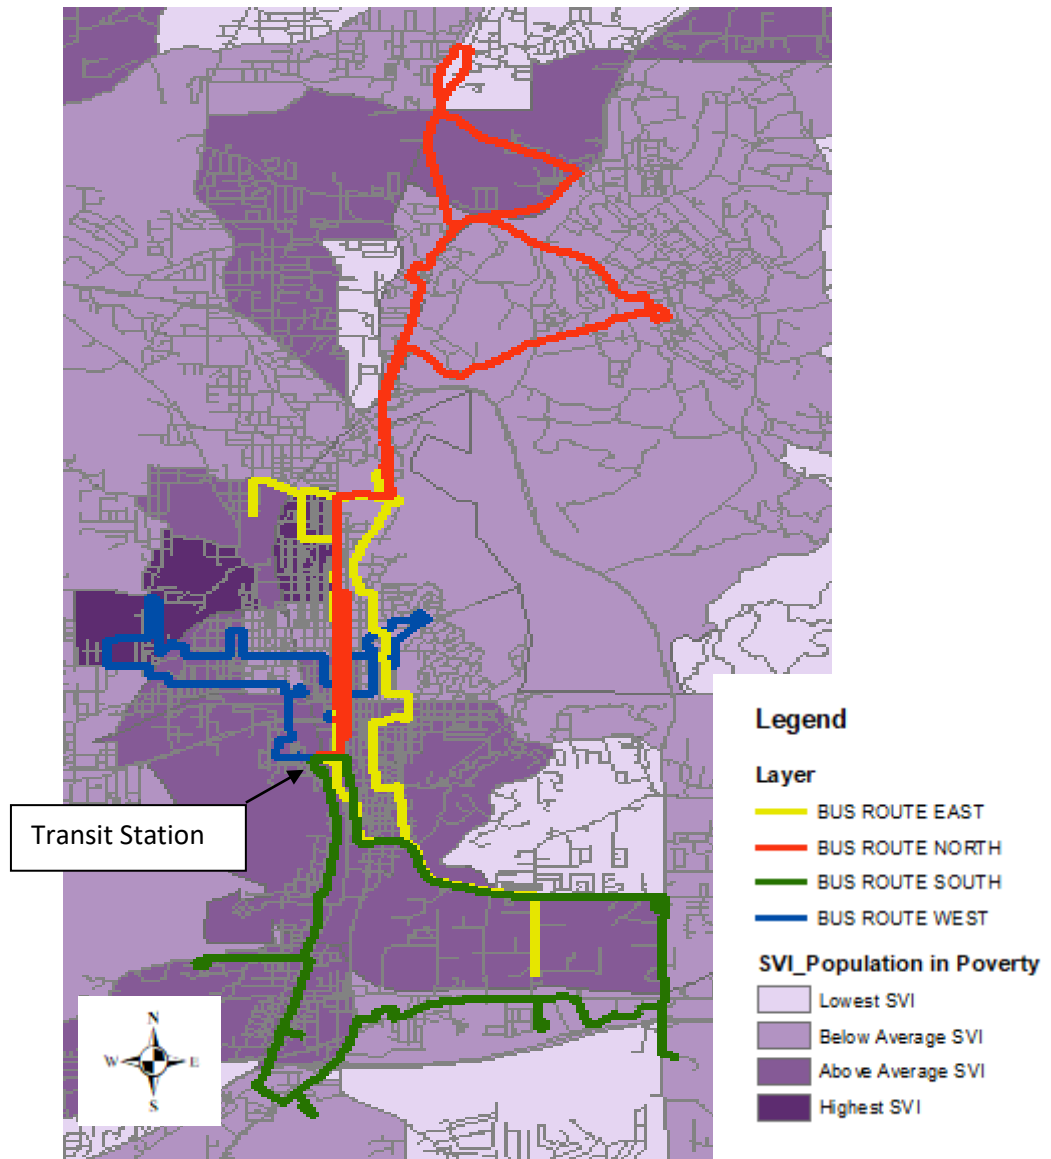 Legend
Layer
BUS ROUTE EAST
BUS ROUTE NORTH
BUS ROUTE SOUTH
BUS ROUTE WEST
SVI_Population in Poverty
Lowest SVI
Below Average SVI
Above Average SVI
Highest SVI
Transit Station
N
W E
S